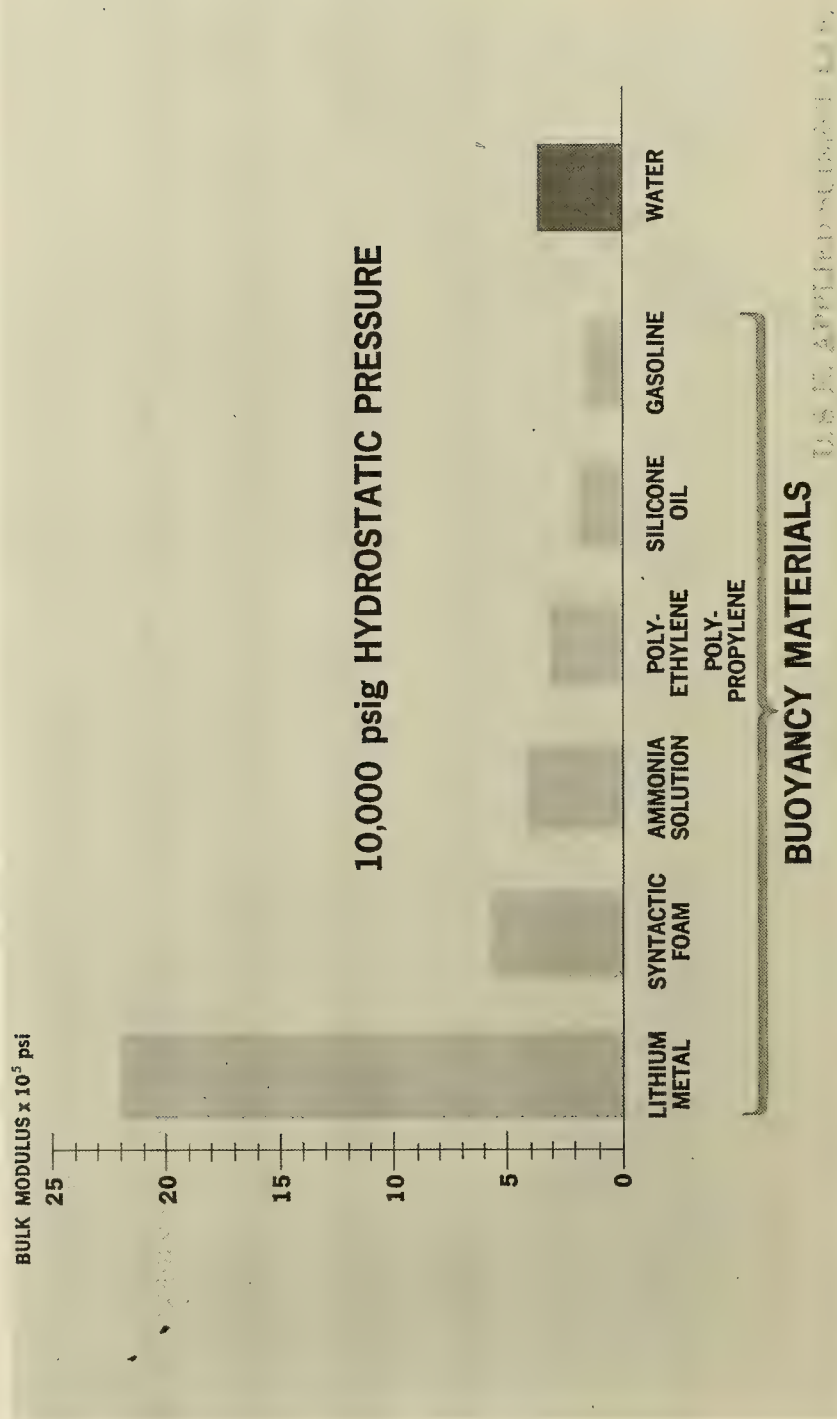 BULK MODULUS x 10⁵ psi
25
20
15
10
5
0
10,000 psig HYDROSTATIC PRESSURE
LITHIUM
METAL
SYNTACTIC
FOAM
AMMONIA
SOLUTION
POLY-
ETHYLENE
POLY-
PROPYLENE
SILICONE
OIL
GASOLINE
WATER
BUOYANCY MATERIALS